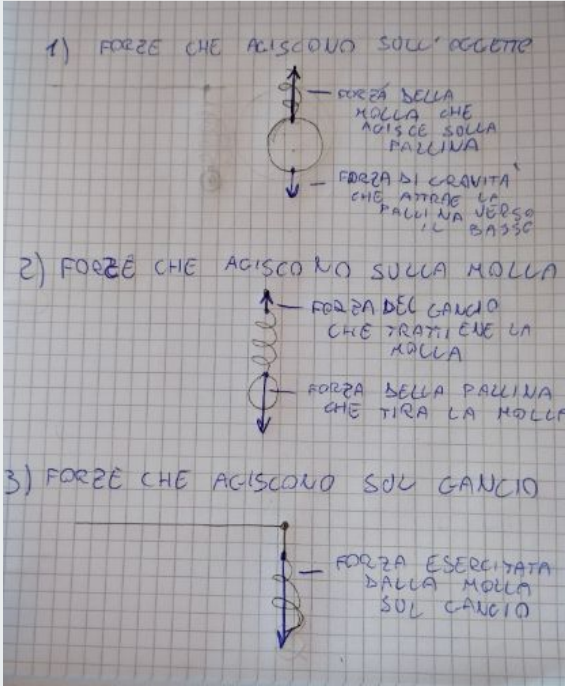 1) FORZE CHE AGISCONO SULL'OGGETTO
FORZA DELLA
MOLLA CHE
AGISCE SULLA
PALLINA
FORZA DI GRAVITA'
CHE ATTRAE LA
PALLINA VERSO
IL BASSO
2) FORZE CHE AGISCONO SULLA MOLLA
FORZA DEL GANCIO
CHE TRATTIENE LA
MOLLA
FORZA DELLA PALLINA
CHE TIRA LA MOLLA
3) FORZE CHE AGISCONO SUL GANCIO
FORZA ESERCITATA
DALLA MOLLA
SUL GANCIO